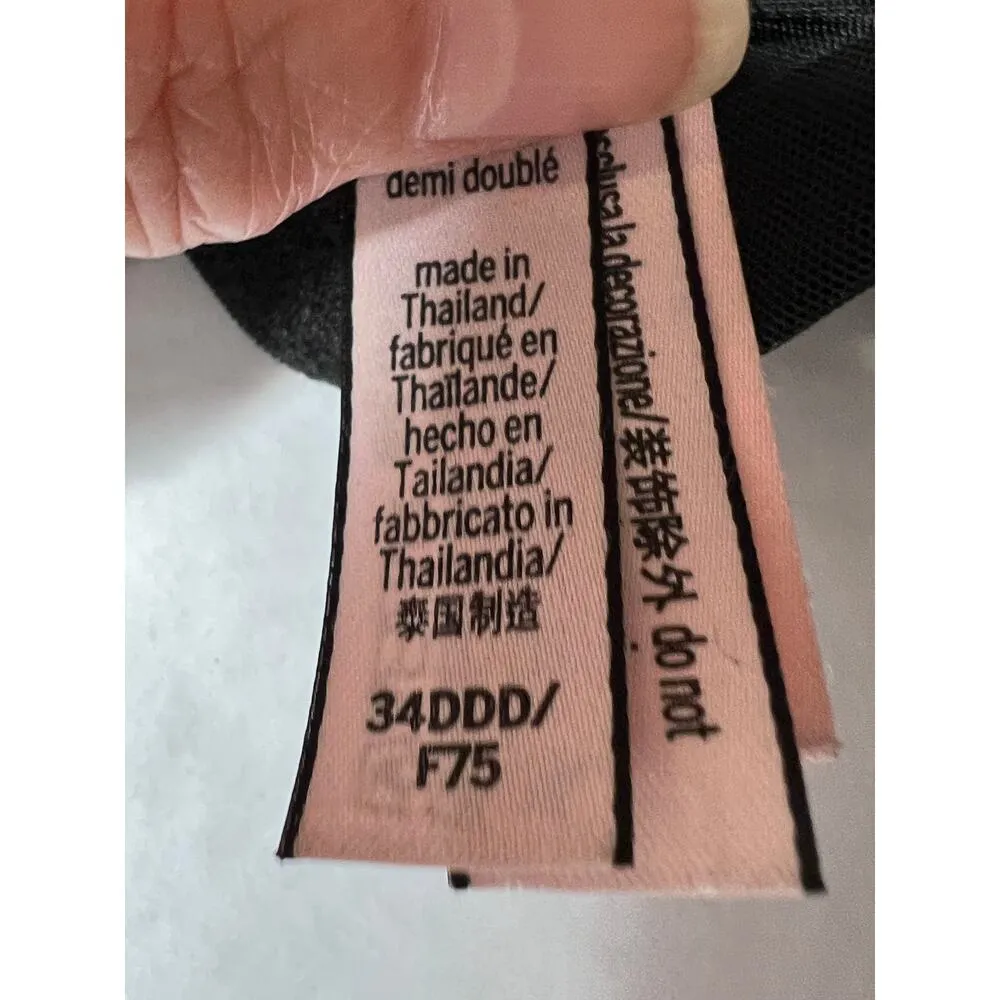 demi doublé
made in
Thailand/
fabriqué en
Thaïlande/
hecho en
Tailandia/
fabbricato in
Thailandia/
泰国制造
34DDD/
F75
la decorazione/装饰除外 do not